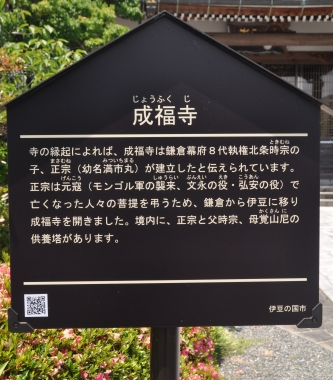 じょうふくじ
成福寺
寺の縁起によれば、成福寺は鎌倉幕府8代執権北条時宗の
子、正宗（幼名満市丸）が建立したと伝えられています。
正宗は元寇（モンゴル軍の襲来、文永の役・弘安の役）で
亡くなった人々の菩提を弔うため、鎌倉から伊豆に移り
成福寺を開きました。境内に、正宗と父時宗、母覚山尼の
供養塔があります。
伊豆の国市